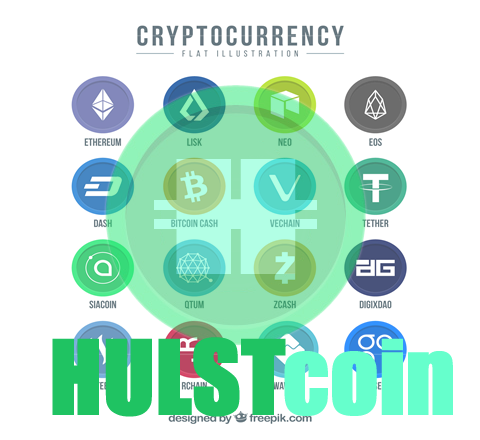 CRYPTOCURRENCY
FLAT ILLUSTRATION
ETHEREUM LISK NEO EOS
DASH BITCOIN CASH VECHAIN TETHER
SIACOIN QTUM ZCASH DIGIXDAO
HULSTcoin
designed by freepik.com